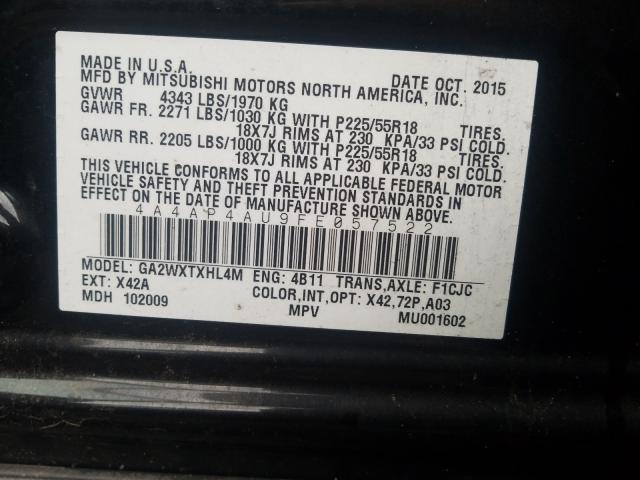 MADE IN U.S.A. DATE OCT. 2015
MFD BY MITSUBISHI MOTORS NORTH AMERICA, INC.
GVWR 4343 LBS/1970 KG
GAWR FR. 2271 LBS/1030 KG WITH P225/55R18 TIRES.
18X7J RIMS AT 230 KPA/33 PSI COLD.
GAWR RR. 2205 LBS/1000 KG WITH P225/55R18 TIRES.
18X7J RIMS AT 230 KPA/33 PSI COLD.
THIS VEHICLE CONFORMS TO ALL APPLICABLE FEDERAL MOTOR
VEHICLE SAFETY AND THEFT PREVENTION STANDARDS IN
EFFECT ON THE DATE OF MANUFACTURE SHOWN ABOVE.
4A4AP4AU9FE057522
MODEL: GA2WXTXHL4M ENG: 4B11 TRANS,AXLE: F1CJC
EXT: X42A COLOR,INT,OPT: X42,72P,A03
MDH 102009 MPV MU001602